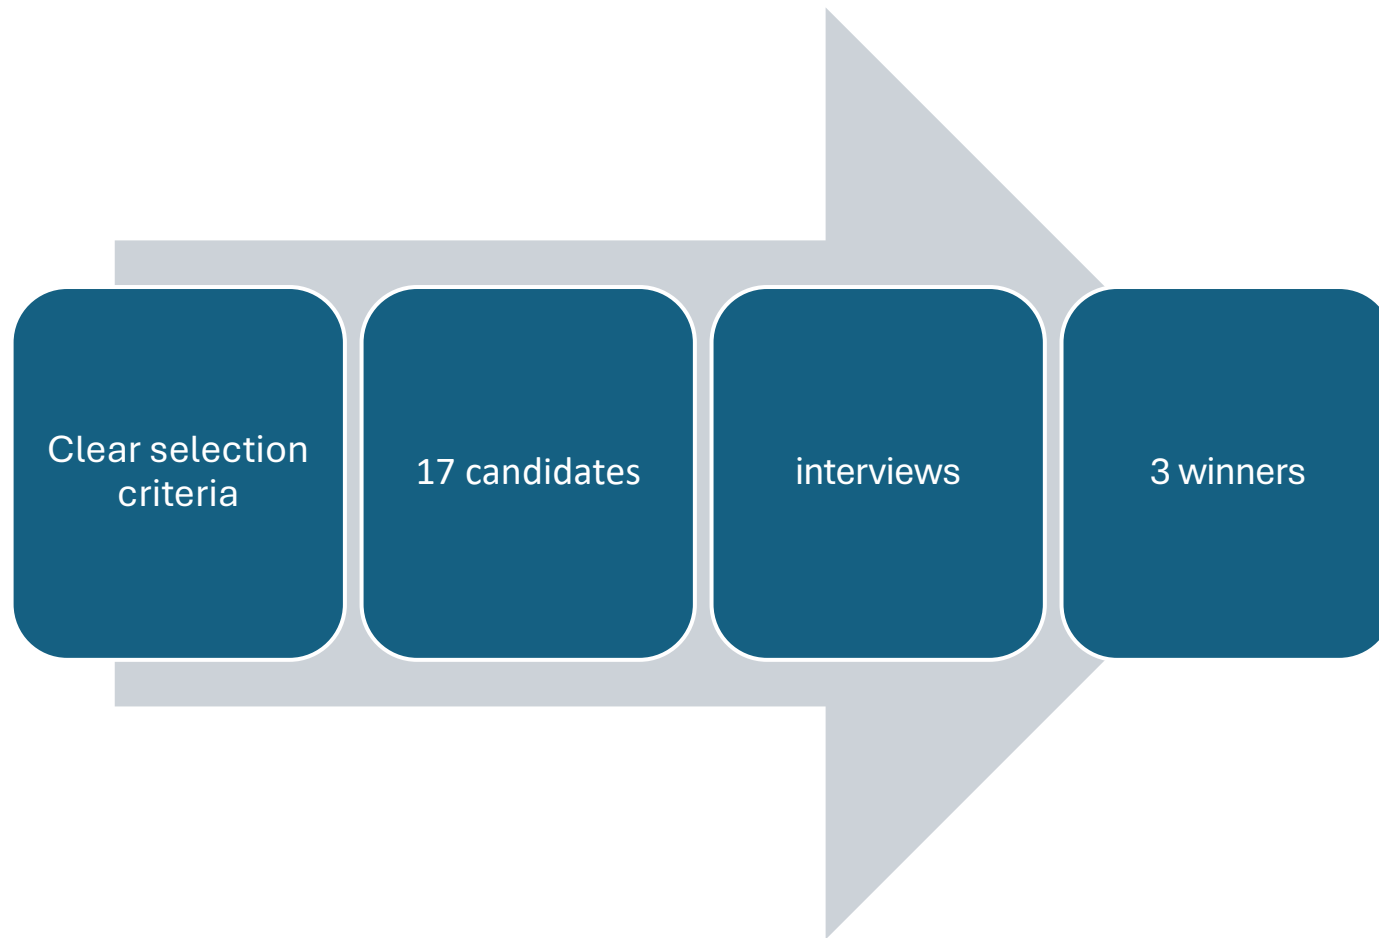 Clear selection
criteria
17 candidates
interviews
3 winners